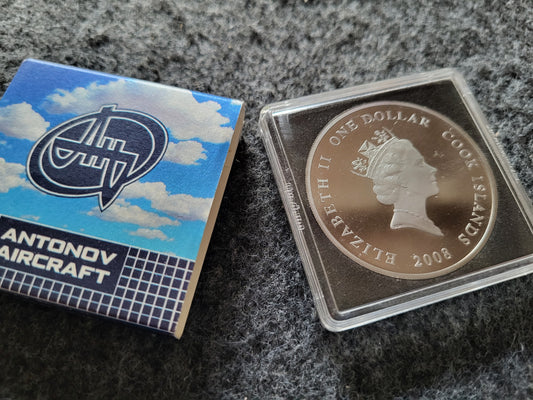 ANTONOV
AIRCRAFT
ELIZABETH II ONE DOLLAR COOK ISLANDS
2008